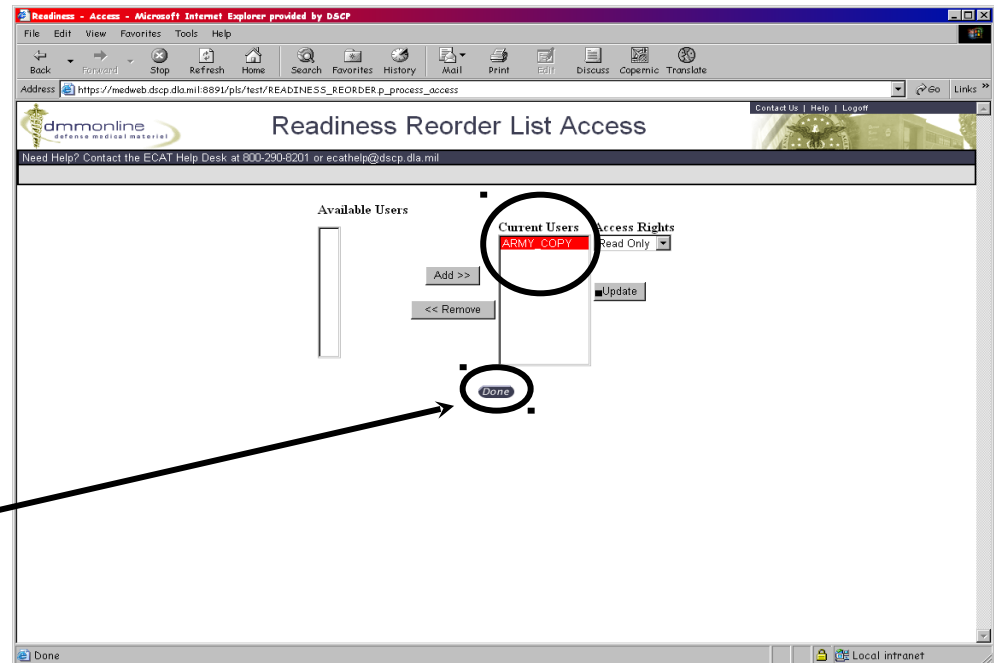 Readiness - Access - Microsoft Internet Explorer provided by DSCP
File Edit View Favorites Tools Help
Back Forward Stop Refresh Home Search Favorites History Mail Print Edit Discuss Copernic Translate
Address https://medweb.dscp.dla.mil:8891/pls/test/READINESS_REORDER.p_process_access Go Links »
Contact Us | Help | Logoff
dmmonline
defense medical materiel
Readiness Reorder List Access
Need Help? Contact the ECAT Help Desk at 800-290-8201 or ecathelp@dscp.dla.mil
Available Users
Current Users Access Rights
ARMY_COPY Read Only
Add >>
Update
<< Remove
Done
Done Local intranet